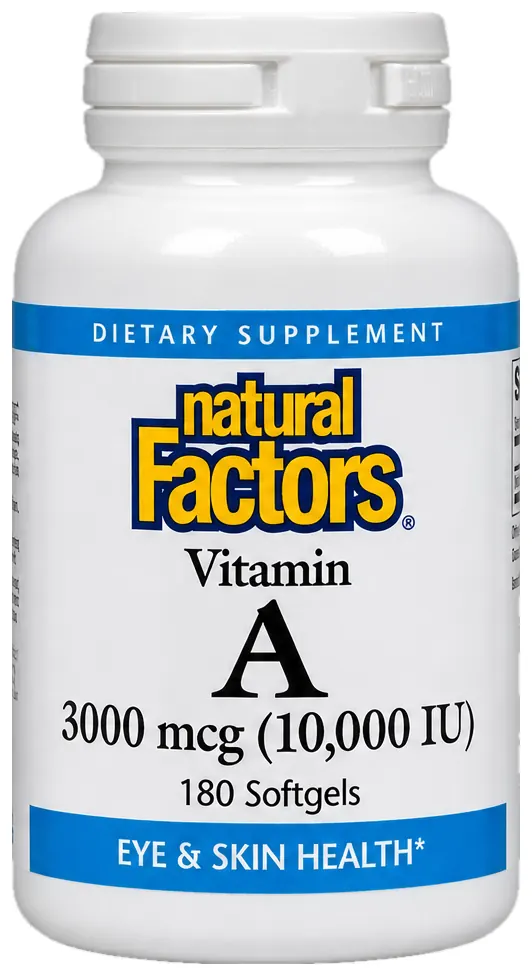 DIETARY SUPPLEMENT
natural
Factors®
Vitamin
A
3000 mcg (10,000 IU)
180 Softgels
EYE & SKIN HEALTH*